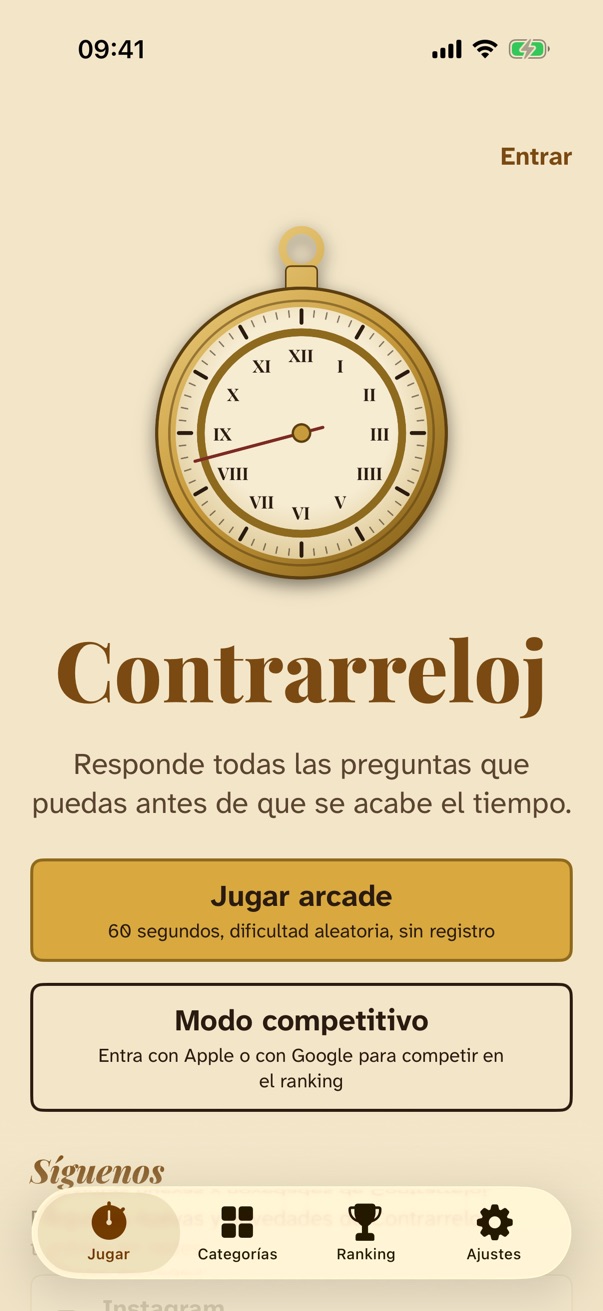 09:41
Entrar
XII
XI
I
X
II
IX
III
VIII
IIII
VII
V
VI
Contrarreloj
Responde todas las preguntas que
puedas antes de que se acabe el tiempo.
Jugar arcade
60 segundos, dificultad aleatoria, sin registro
Modo competitivo
Entra con Apple o con Google para competir en
el ranking
Síguenos
Jugar
Categorías
Ranking
Ajustes
Instagram